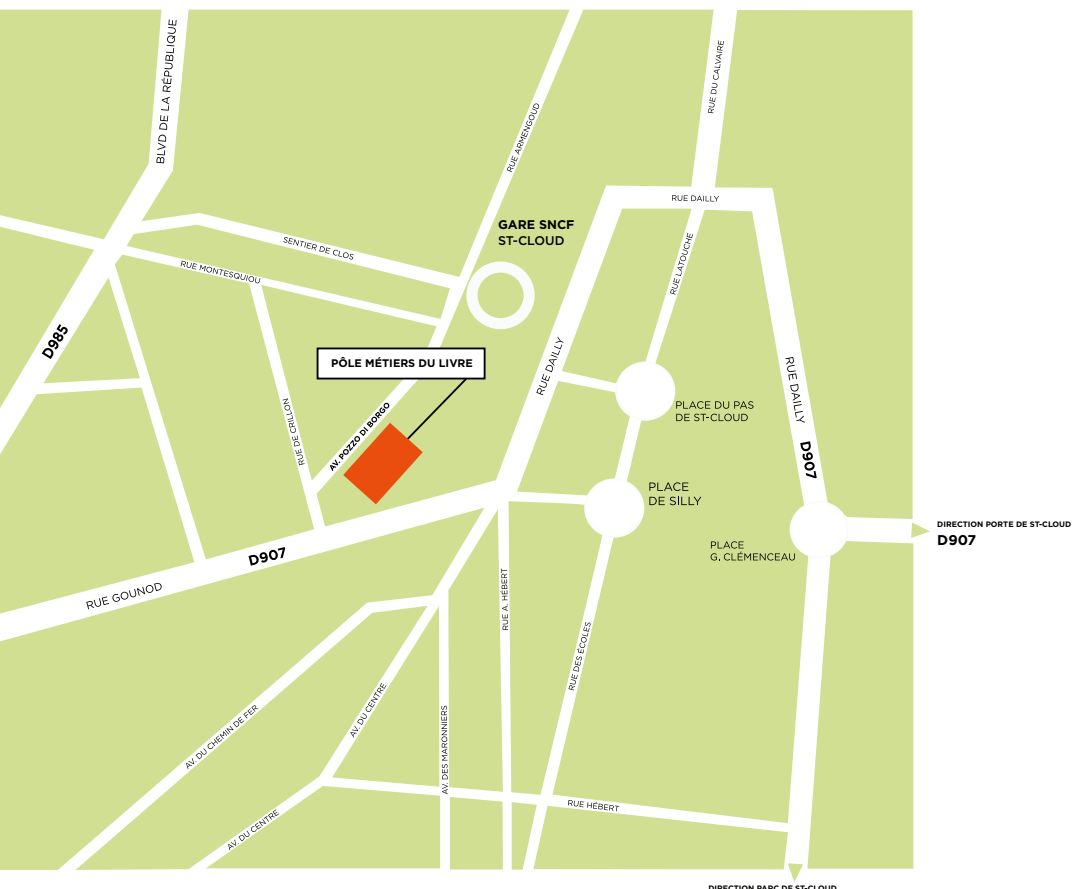 BLVD DE LA RÉPUBLIQUE
RUE ARMENGOUD
RUE DU CALVAIRE
RUE DAILLY
GARE SNCF
ST-CLOUD
SENTIER DE CLOS
RUE MONTESQUIOU
RUE LATOUCHE
D985
PÔLE MÉTIERS DU LIVRE
RUE DAILLY
RUE DAILLY
PLACE DU PAS
DE ST-CLOUD
RUE DE CRILLON
AV. POZZO DI BORGO
D907
PLACE
DE SILLY
DIRECTION PORTE DE ST-CLOUD
D907
PLACE
G. CLÉMENCEAU
D907
RUE GOUNOD
RUE A. HÉBERT
RUE DES ÉCOLES
AV. DU CENTRE
AV. DU CHEMIN DE FER
AV. DES MARONNIERS
RUE HÉBERT
AV. DU CENTRE
DIRECTION PARC DE ST-CLOUD